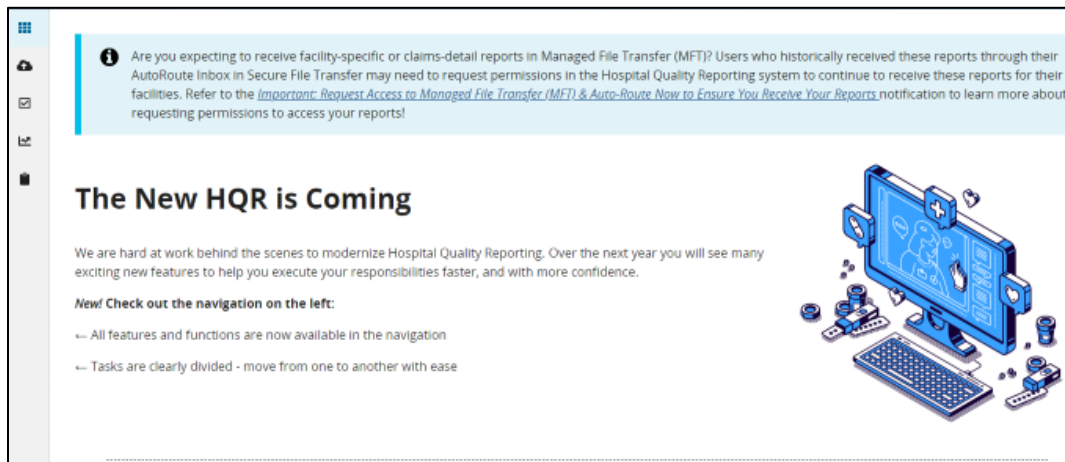 Are you expecting to receive facility-specific or claims-detail reports in Managed File Transfer (MFT)? Users who historically received these reports through their
AutoRoute Inbox in Secure File Transfer may need to request permissions in the Hospital Quality Reporting system to continue to receive these reports for their
facilities. Refer to the Important: Request Access to Managed File Transfer (MFT) & Auto-Route Now to Ensure You Receive Your Reports notification to learn more about
requesting permissions to access your reports!
The New HQR is Coming
We are hard at work behind the scenes to modernize Hospital Quality Reporting. Over the next year you will see many
exciting new features to help you execute your responsibilities faster, and with more confidence.
New! Check out the navigation on the left:
← All features and functions are now available in the navigation
← Tasks are clearly divided - move from one to another with ease